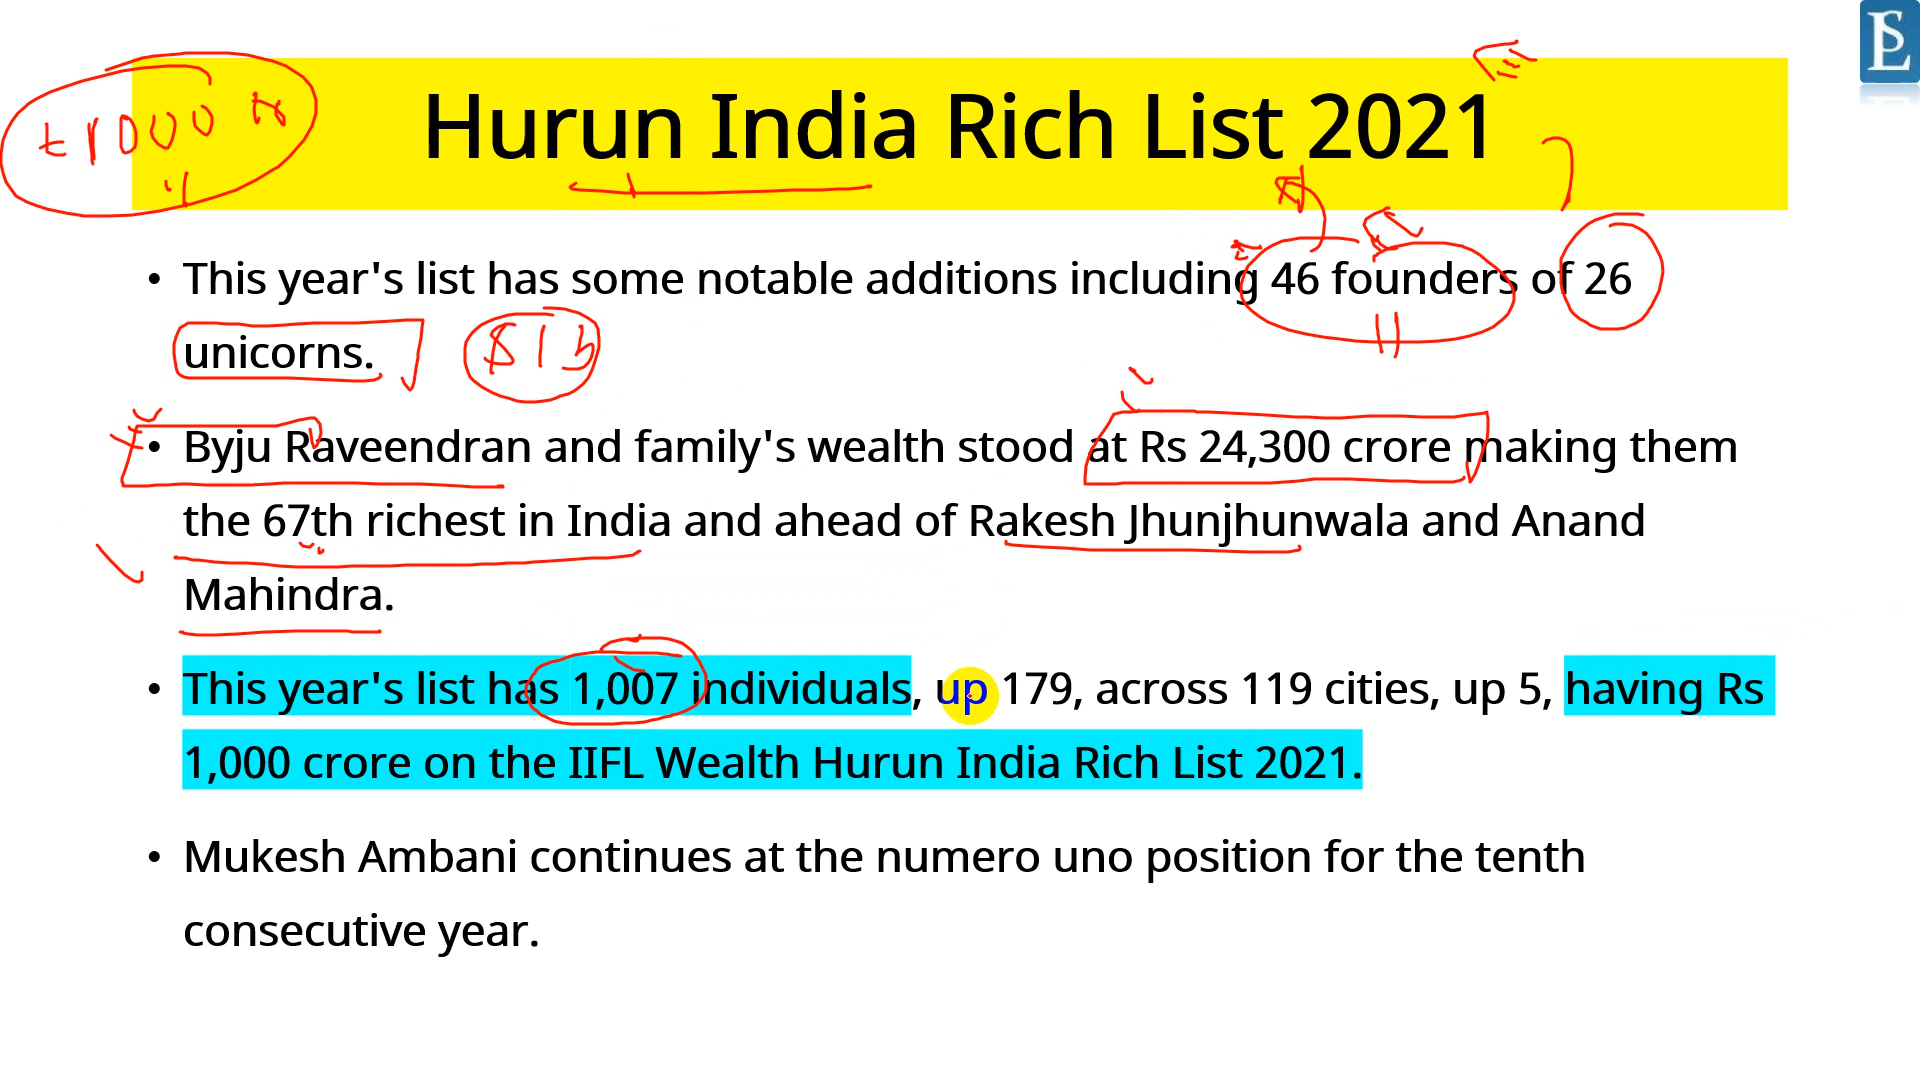 Hurun India Rich List 2021
₹1000 cr
• This year's list has some notable additions including 46 founders of 26
unicorns. $1b
• Byju Raveendran and family's wealth stood at Rs 24,300 crore making them
the 67th richest in India and ahead of Rakesh Jhunjhunwala and Anand
Mahindra.
• This year's list has 1,007 individuals, up 179, across 119 cities, up 5, having Rs
1,000 crore on the IIFL Wealth Hurun India Rich List 2021.
• Mukesh Ambani continues at the numero uno position for the tenth
consecutive year.